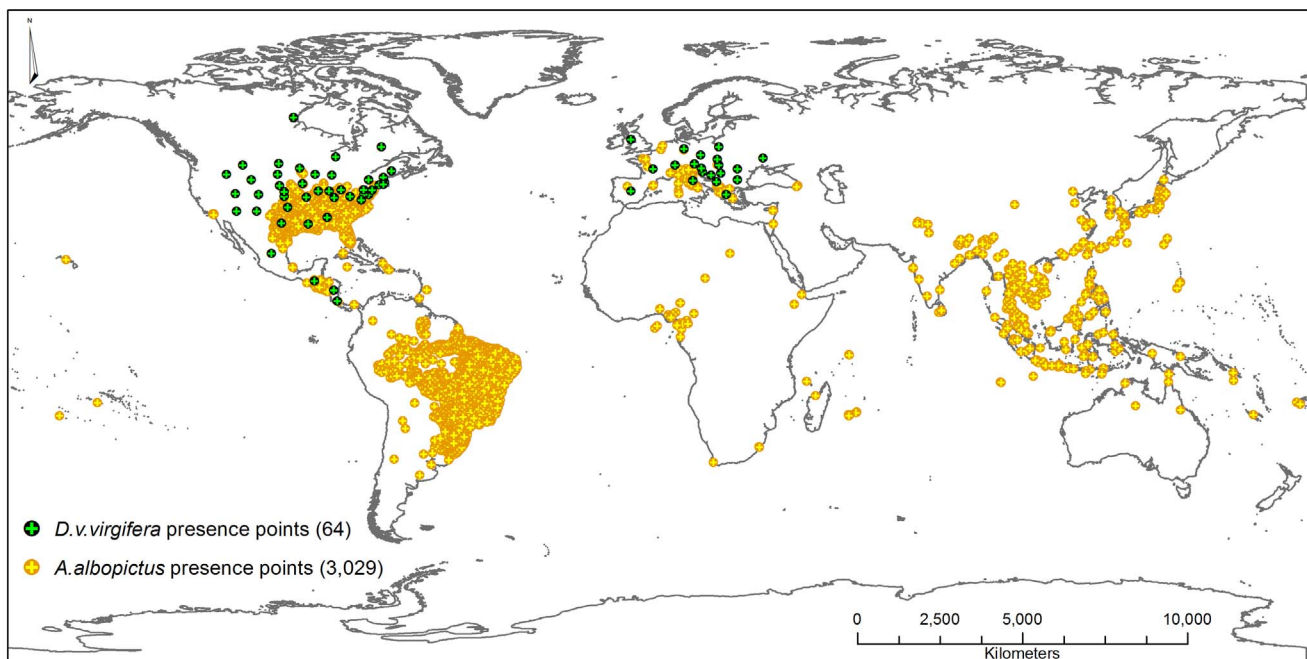 N
D.v.virgifera presence points (64)
A.albopictus presence points (3,029)
0 2,500 5,000 10,000
Kilometers